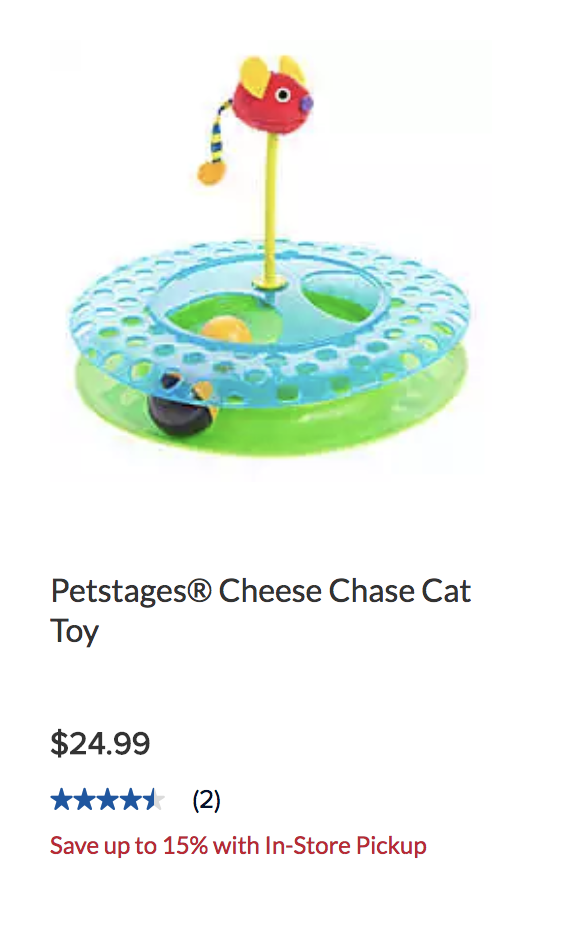 Petstages® Cheese Chase Cat
Toy
$24.99
(2)
Save up to 15% with In-Store Pickup